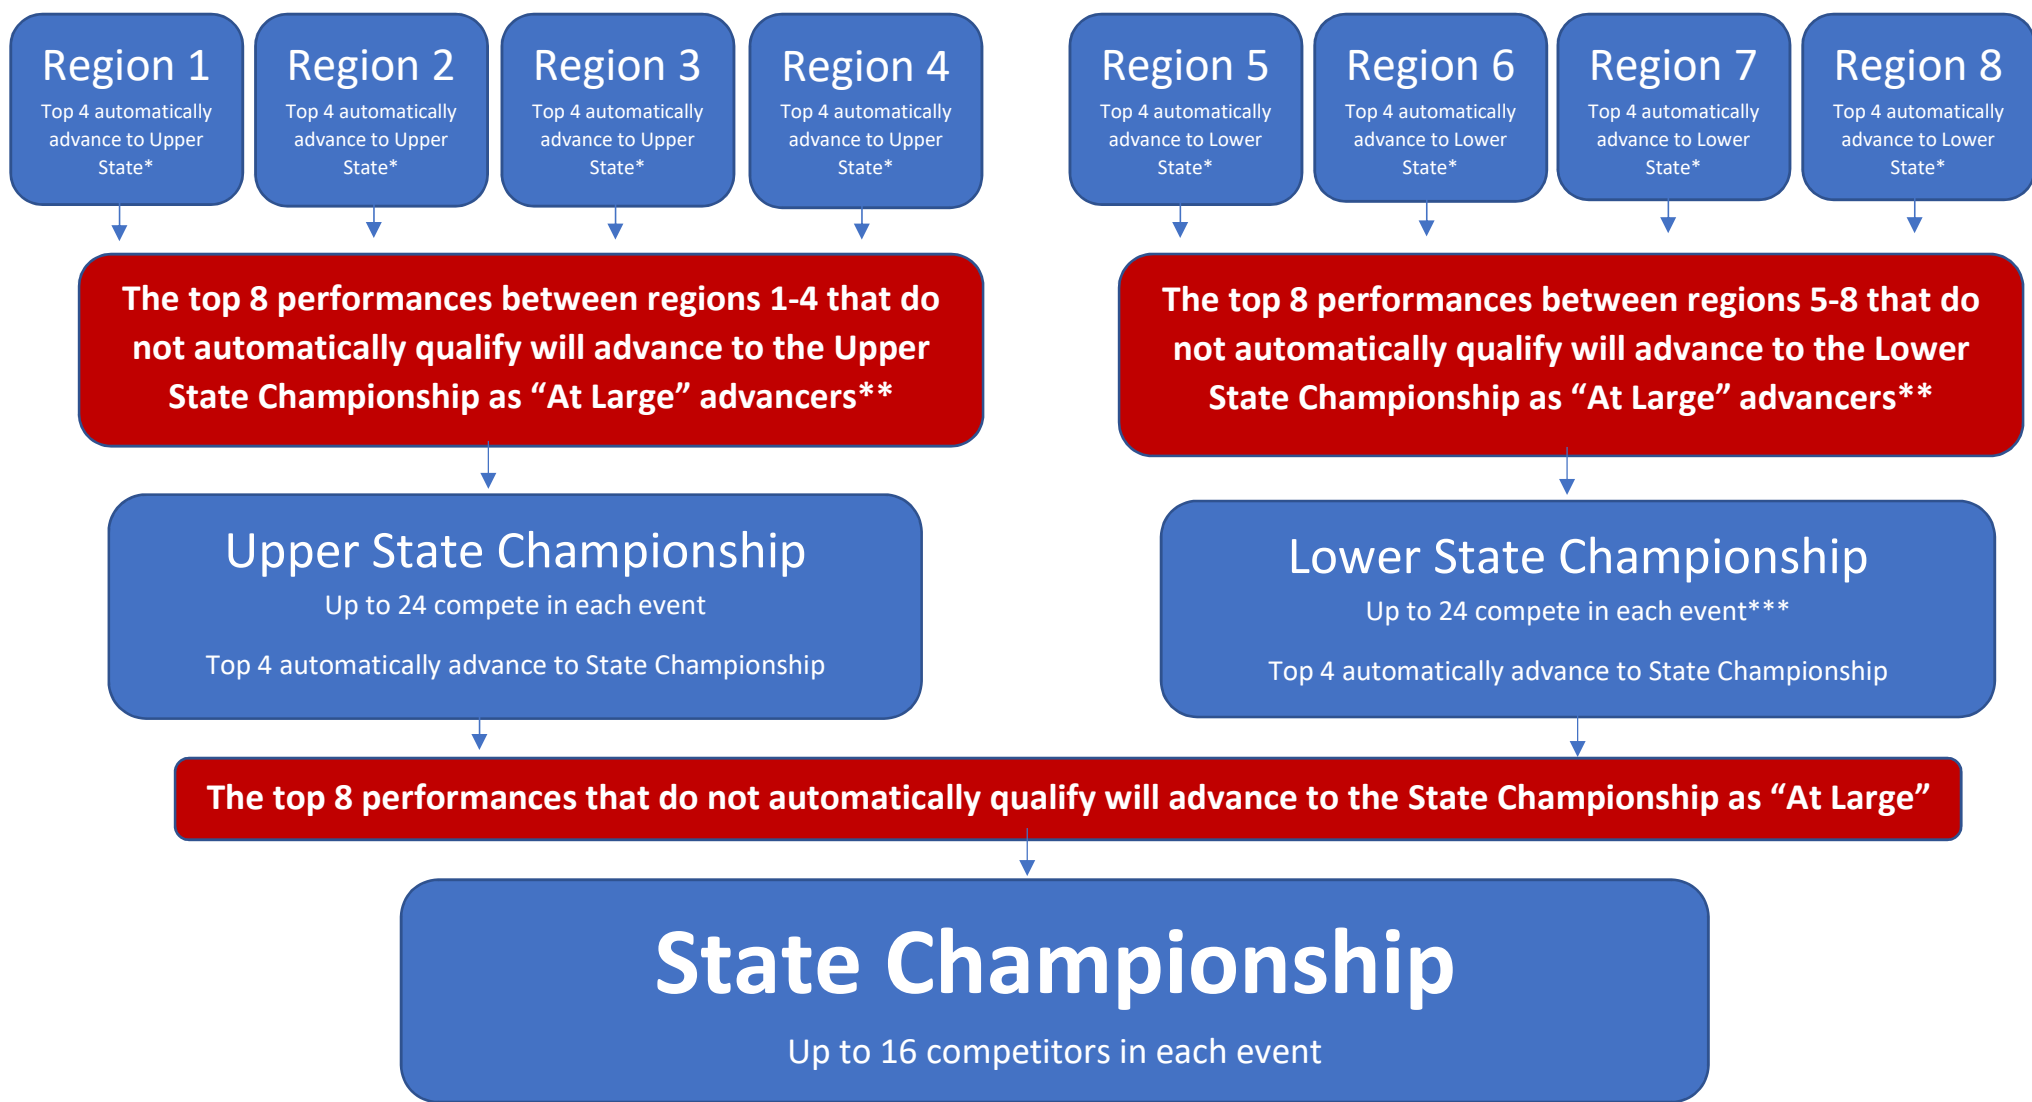 Region 1
Top 4 automatically
advance to Upper
State*
Region 2
Top 4 automatically
advance to Upper
State*
Region 3
Top 4 automatically
advance to Upper
State*
Region 4
Top 4 automatically
advance to Upper
State*
Region 5
Top 4 automatically
advance to Lower
State*
Region 6
Top 4 automatically
advance to Lower
State*
Region 7
Top 4 automatically
advance to Lower
State*
Region 8
Top 4 automatically
advance to Lower
State*
The top 8 performances between regions 1-4 that do
not automatically qualify will advance to the Upper
State Championship as “At Large” advancers**
The top 8 performances between regions 5-8 that do
not automatically qualify will advance to the Lower
State Championship as “At Large” advancers**
Upper State Championship
Up to 24 compete in each event
Top 4 automatically advance to State Championship
Lower State Championship
Up to 24 compete in each event***
Top 4 automatically advance to State Championship
The top 8 performances that do not automatically qualify will advance to the State Championship as “At Large”
State Championship
Up to 16 competitors in each event